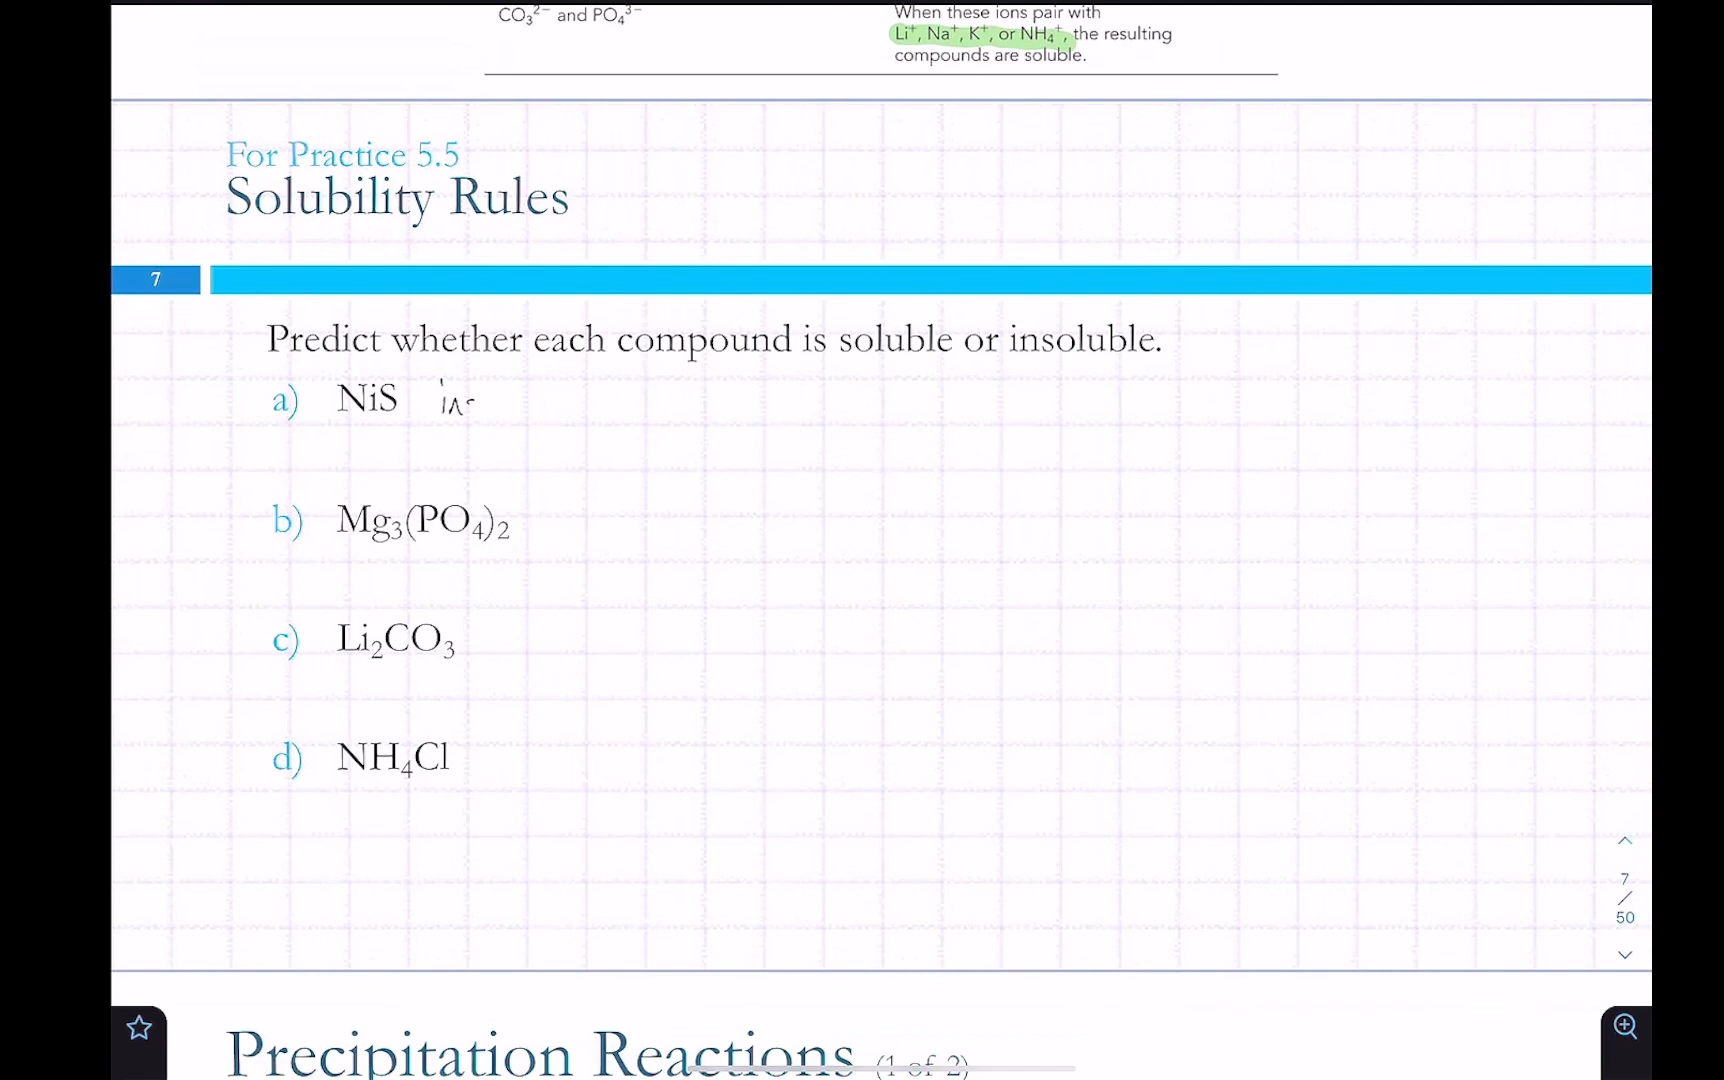 CO₃²⁻ and PO₄³⁻
When these ions pair with
Li⁺, Na⁺, K⁺, or NH₄⁺, the resulting
compounds are soluble.
For Practice 5.5
Solubility Rules
7
Predict whether each compound is soluble or insoluble.
a) NiS
b) Mg₃(PO₄)₂
c) Li₂CO₃
d) NH₄Cl
7
/
50
Precipitation Reactions (1 of 2)